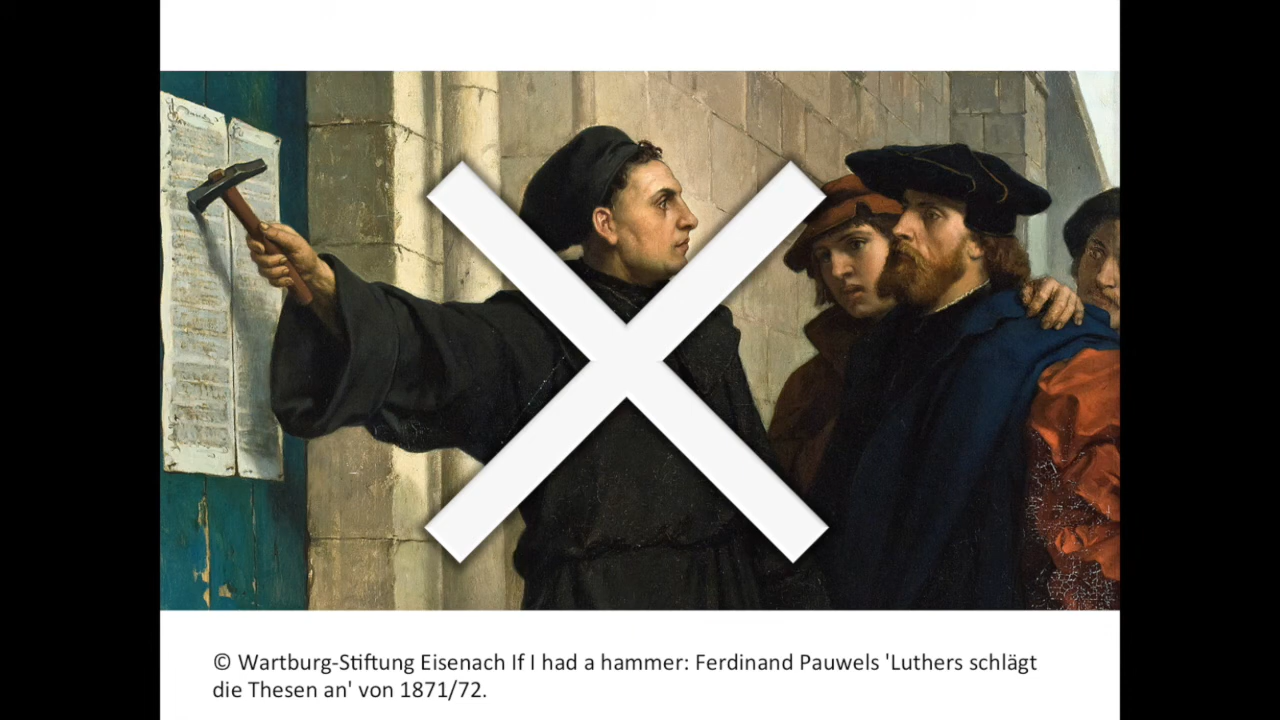 © Wartburg-Stiftung Eisenach If I had a hammer: Ferdinand Pauwels 'Luthers schlägt
die Thesen an' von 1871/72.